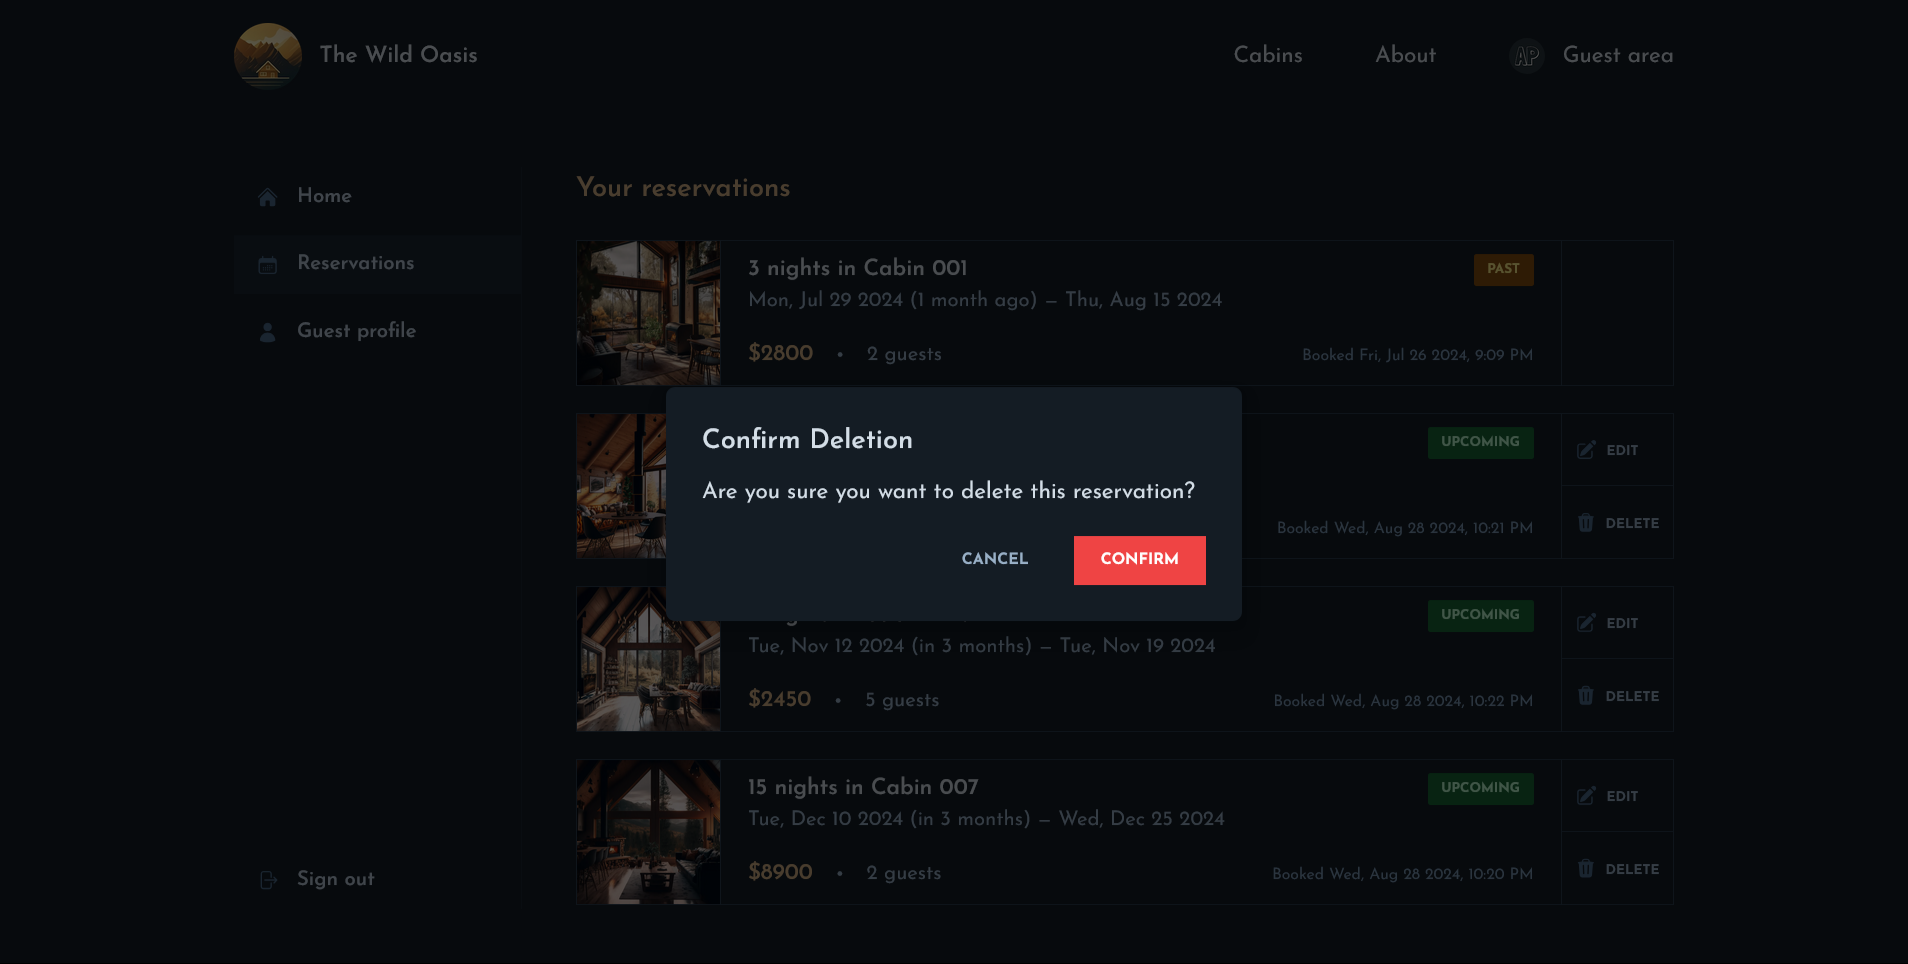 The Wild Oasis
Cabins
About
AP
Guest area
Home
Reservations
Guest profile
Sign out
Your reservations
3 nights in Cabin 001
PAST
Mon, Jul 29 2024 (1 month ago) — Thu, Aug 15 2024
$2800 • 2 guests
Booked Fri, Jul 26 2024, 9:09 PM
UPCOMING
EDIT
Booked Wed, Aug 28 2024, 10:21 PM
DELETE
Confirm Deletion
Are you sure you want to delete this reservation?
CANCEL
CONFIRM
UPCOMING
EDIT
Tue, Nov 12 2024 (in 3 months) — Tue, Nov 19 2024
$2450 • 5 guests
Booked Wed, Aug 28 2024, 10:22 PM
DELETE
15 nights in Cabin 007
UPCOMING
EDIT
Tue, Dec 10 2024 (in 3 months) — Wed, Dec 25 2024
$8900 • 2 guests
Booked Wed, Aug 28 2024, 10:20 PM
DELETE